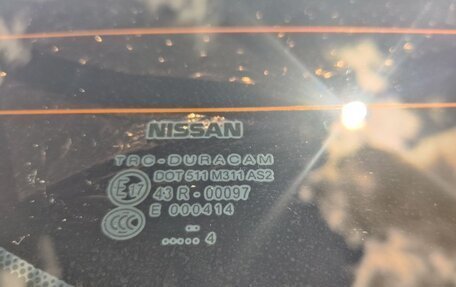 NISSAN
TRC-DURACAM
DOT 511 M311 AS2
E17 43 R - 00097
CCC E 000414
..
..... 4